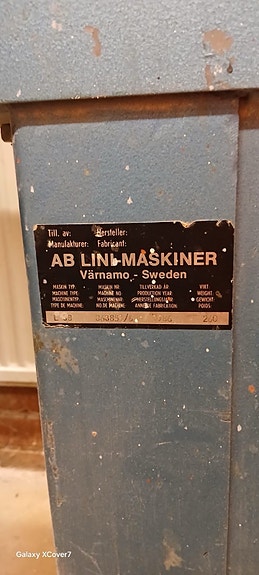 Till. av: Hersteller:
Manufakturer: Fabricant:
AB LINI-MASKINER
Värnamo - Sweden
MASKIN TYP. MASKIN NR TILLVERKAD ÅR VIKT
MACHINE TYPE. MACHINE NO PRODUCTION YEAR WEIGHT
MASCHINENTYP MASCHINENNR HERSTELLUNGSJAHR GEWICHT
TYPE DE MACHINE NO DE MACHINE ANNÉE DE FABRICATION POIDS
Galaxy XCover7